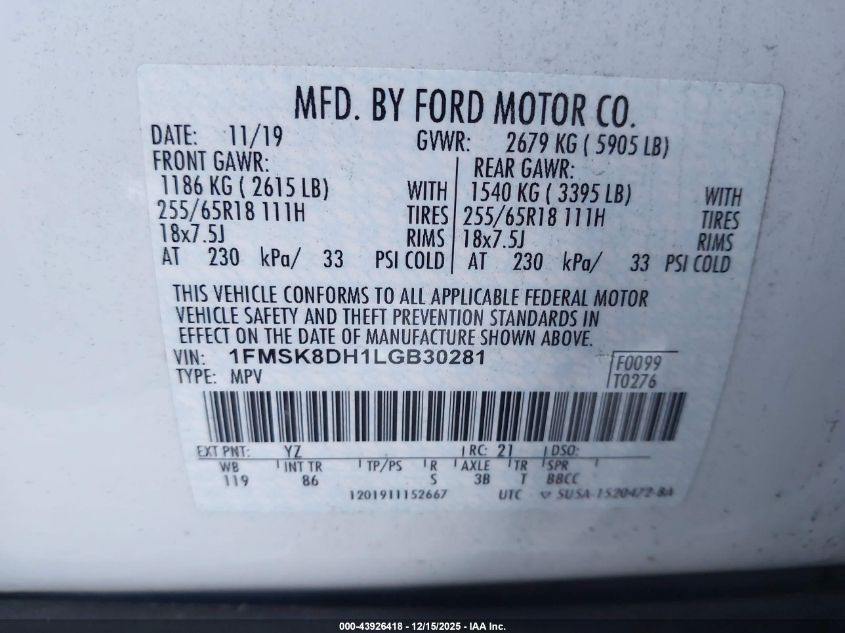 MFD. BY FORD MOTOR CO.
DATE: 11/19 GVWR: 2679 KG ( 5905 LB)
FRONT GAWR: REAR GAWR:
1186 KG ( 2615 LB) WITH 1540 KG ( 3395 LB) WITH
255/65R18 111H TIRES 255/65R18 111H TIRES
18x7.5J RIMS 18x7.5J RIMS
AT 230 kPa/ 33 PSI COLD AT 230 kPa/ 33 PSI COLD
THIS VEHICLE CONFORMS TO ALL APPLICABLE FEDERAL MOTOR
VEHICLE SAFETY AND THEFT PREVENTION STANDARDS IN
EFFECT ON THE DATE OF MANUFACTURE SHOWN ABOVE.
VIN: 1FMSK8DH1LGB30281 F0099
TYPE: MPV T0276
EXT PNT: YZ RC: 21 DSO:
WB INT TR TP/PS R AXLE TR SPR
119 86 S 3B T BBCC
1201911152667 UTC SU5A-1520472-BA
000-43926418 - 12/15/2025 - IAA Inc.